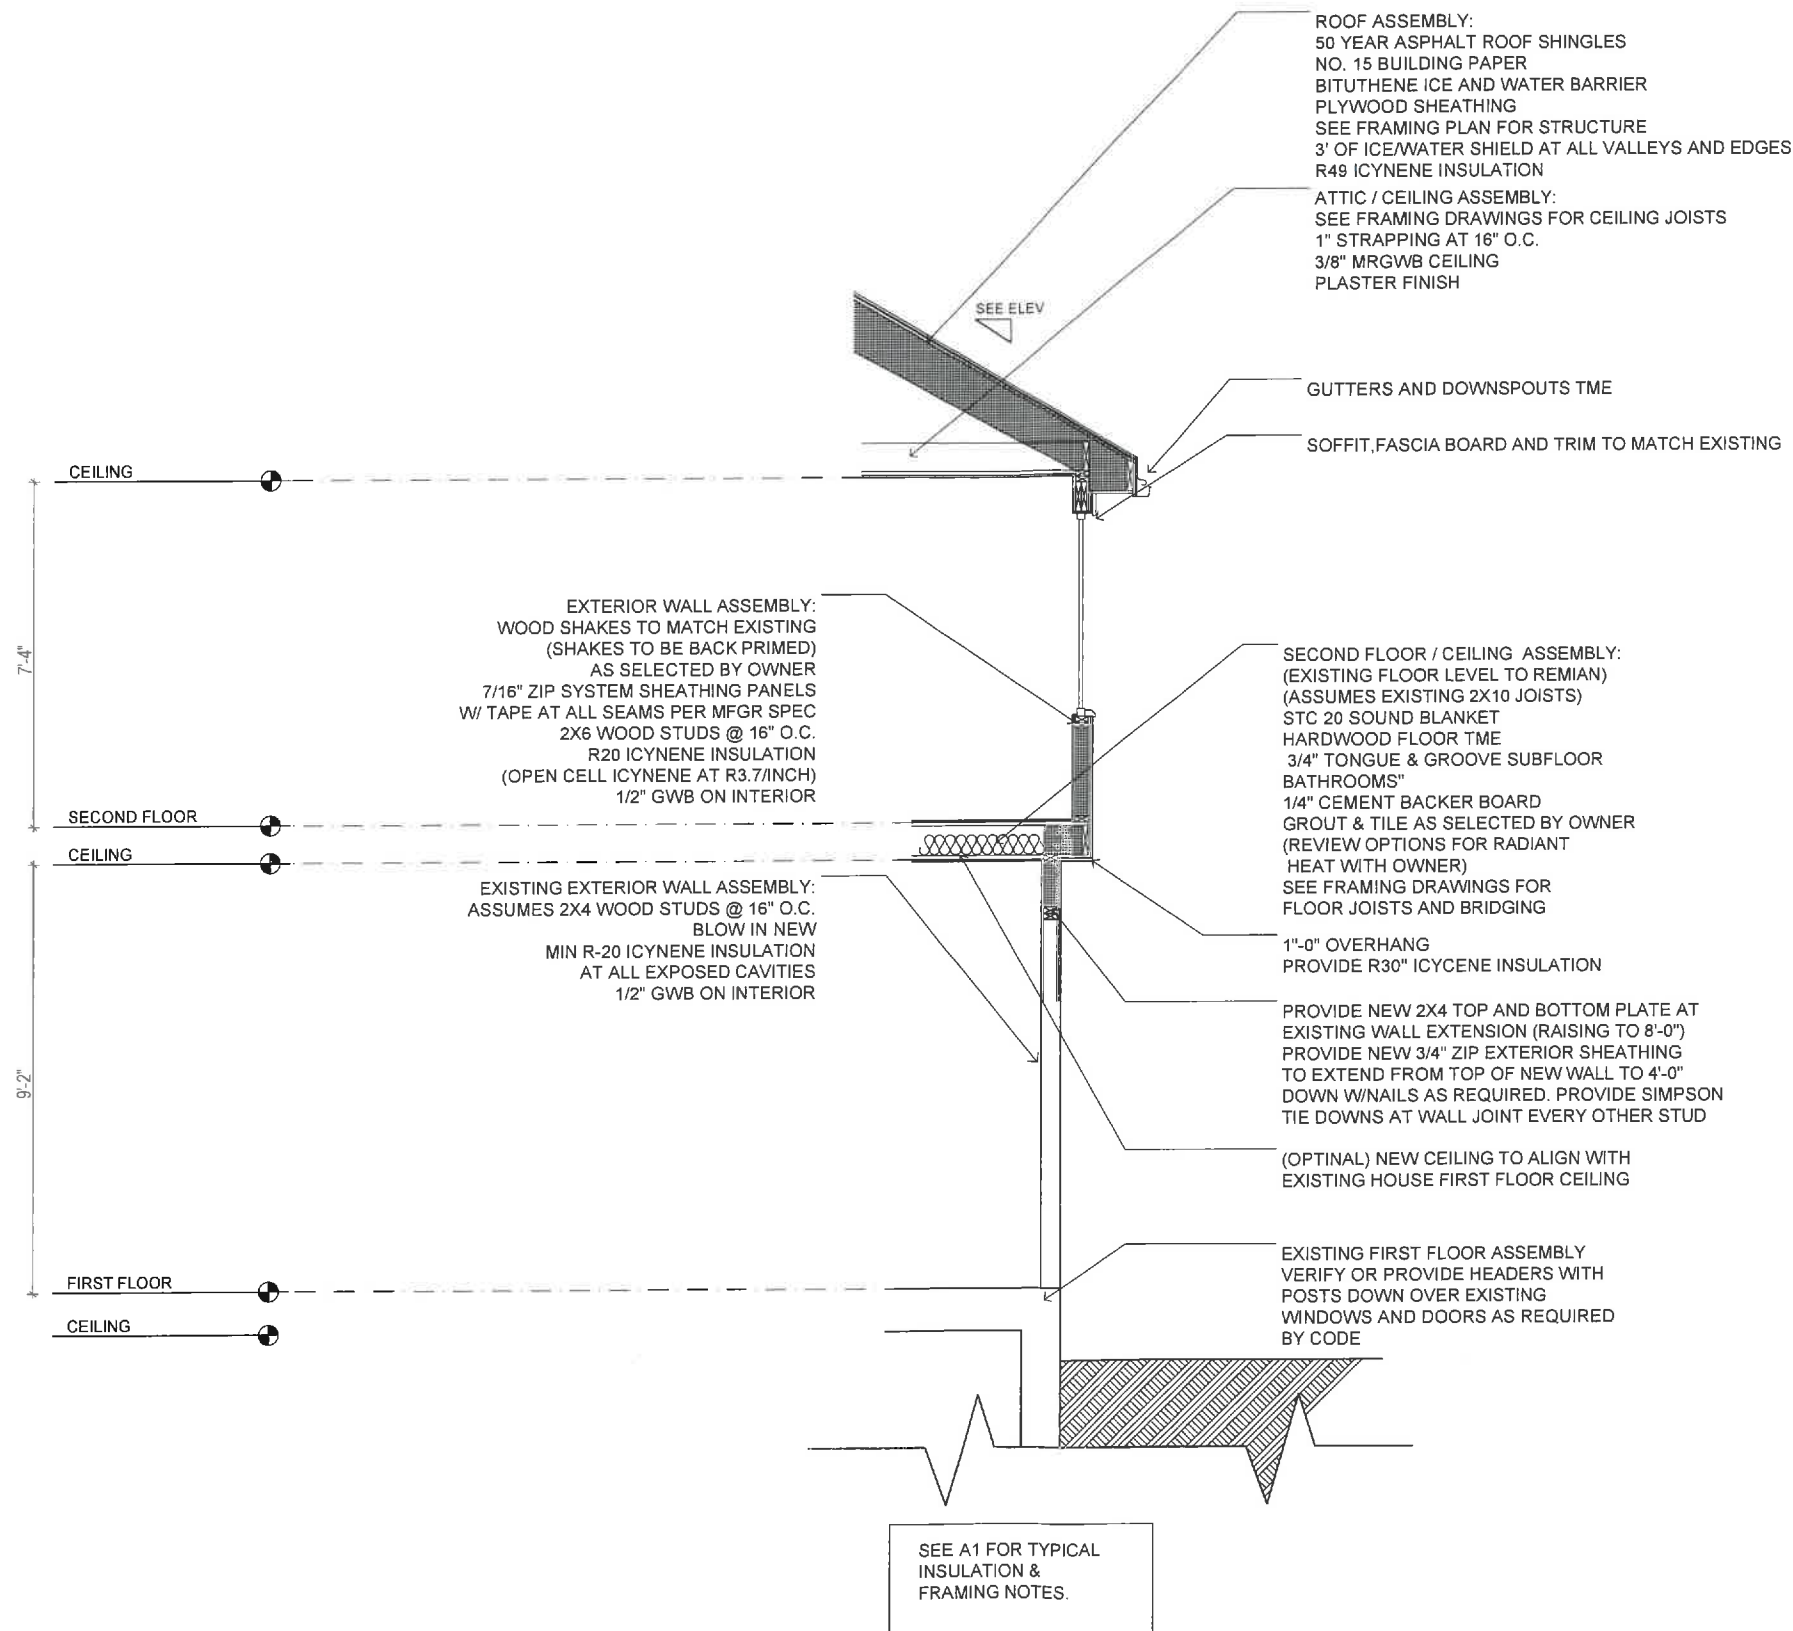 ROOF ASSEMBLY:
50 YEAR ASPHALT ROOF SHINGLES
NO. 15 BUILDING PAPER
BITUTHENE ICE AND WATER BARRIER
PLYWOOD SHEATHING
SEE FRAMING PLAN FOR STRUCTURE
3' OF ICE/WATER SHIELD AT ALL VALLEYS AND EDGES
R49 ICYNENE INSULATION
ATTIC / CEILING ASSEMBLY:
SEE FRAMING DRAWINGS FOR CEILING JOISTS
1" STRAPPING AT 16" O.C.
3/8" MRGWB CEILING
PLASTER FINISH
SEE ELEV
GUTTERS AND DOWNSPOUTS TME
SOFFIT,FASCIA BOARD AND TRIM TO MATCH EXISTING
CEILING
7'-4"
EXTERIOR WALL ASSEMBLY:
WOOD SHAKES TO MATCH EXISTING
(SHAKES TO BE BACK PRIMED)
AS SELECTED BY OWNER
7/16" ZIP SYSTEM SHEATHING PANELS
W/ TAPE AT ALL SEAMS PER MFGR SPEC
2X6 WOOD STUDS @ 16" O.C.
R20 ICYNENE INSULATION
(OPEN CELL ICYNENE AT R3.7/INCH)
1/2" GWB ON INTERIOR
SECOND FLOOR / CEILING ASSEMBLY:
(EXISTING FLOOR LEVEL TO REMIAN)
(ASSUMES EXISTING 2X10 JOISTS)
STC 20 SOUND BLANKET
HARDWOOD FLOOR TME
3/4" TONGUE & GROOVE SUBFLOOR
BATHROOMS"
1/4" CEMENT BACKER BOARD
GROUT & TILE AS SELECTED BY OWNER
(REVIEW OPTIONS FOR RADIANT
HEAT WITH OWNER)
SEE FRAMING DRAWINGS FOR
FLOOR JOISTS AND BRIDGING
SECOND FLOOR
CEILING
EXISTING EXTERIOR WALL ASSEMBLY:
ASSUMES 2X4 WOOD STUDS @ 16" O.C.
BLOW IN NEW
MIN R-20 ICYNENE INSULATION
AT ALL EXPOSED CAVITIES
1/2" GWB ON INTERIOR
1"-0" OVERHANG
PROVIDE R30" ICYCENE INSULATION
PROVIDE NEW 2X4 TOP AND BOTTOM PLATE AT
EXISTING WALL EXTENSION (RAISING TO 8'-0")
PROVIDE NEW 3/4" ZIP EXTERIOR SHEATHING
TO EXTEND FROM TOP OF NEW WALL TO 4'-0"
DOWN W/NAILS AS REQUIRED. PROVIDE SIMPSON
TIE DOWNS AT WALL JOINT EVERY OTHER STUD
9'-2"
(OPTINAL) NEW CEILING TO ALIGN WITH
EXISTING HOUSE FIRST FLOOR CEILING
EXISTING FIRST FLOOR ASSEMBLY
VERIFY OR PROVIDE HEADERS WITH
POSTS DOWN OVER EXISTING
WINDOWS AND DOORS AS REQUIRED
BY CODE
FIRST FLOOR
CEILING
SEE A1 FOR TYPICAL
INSULATION &
FRAMING NOTES.